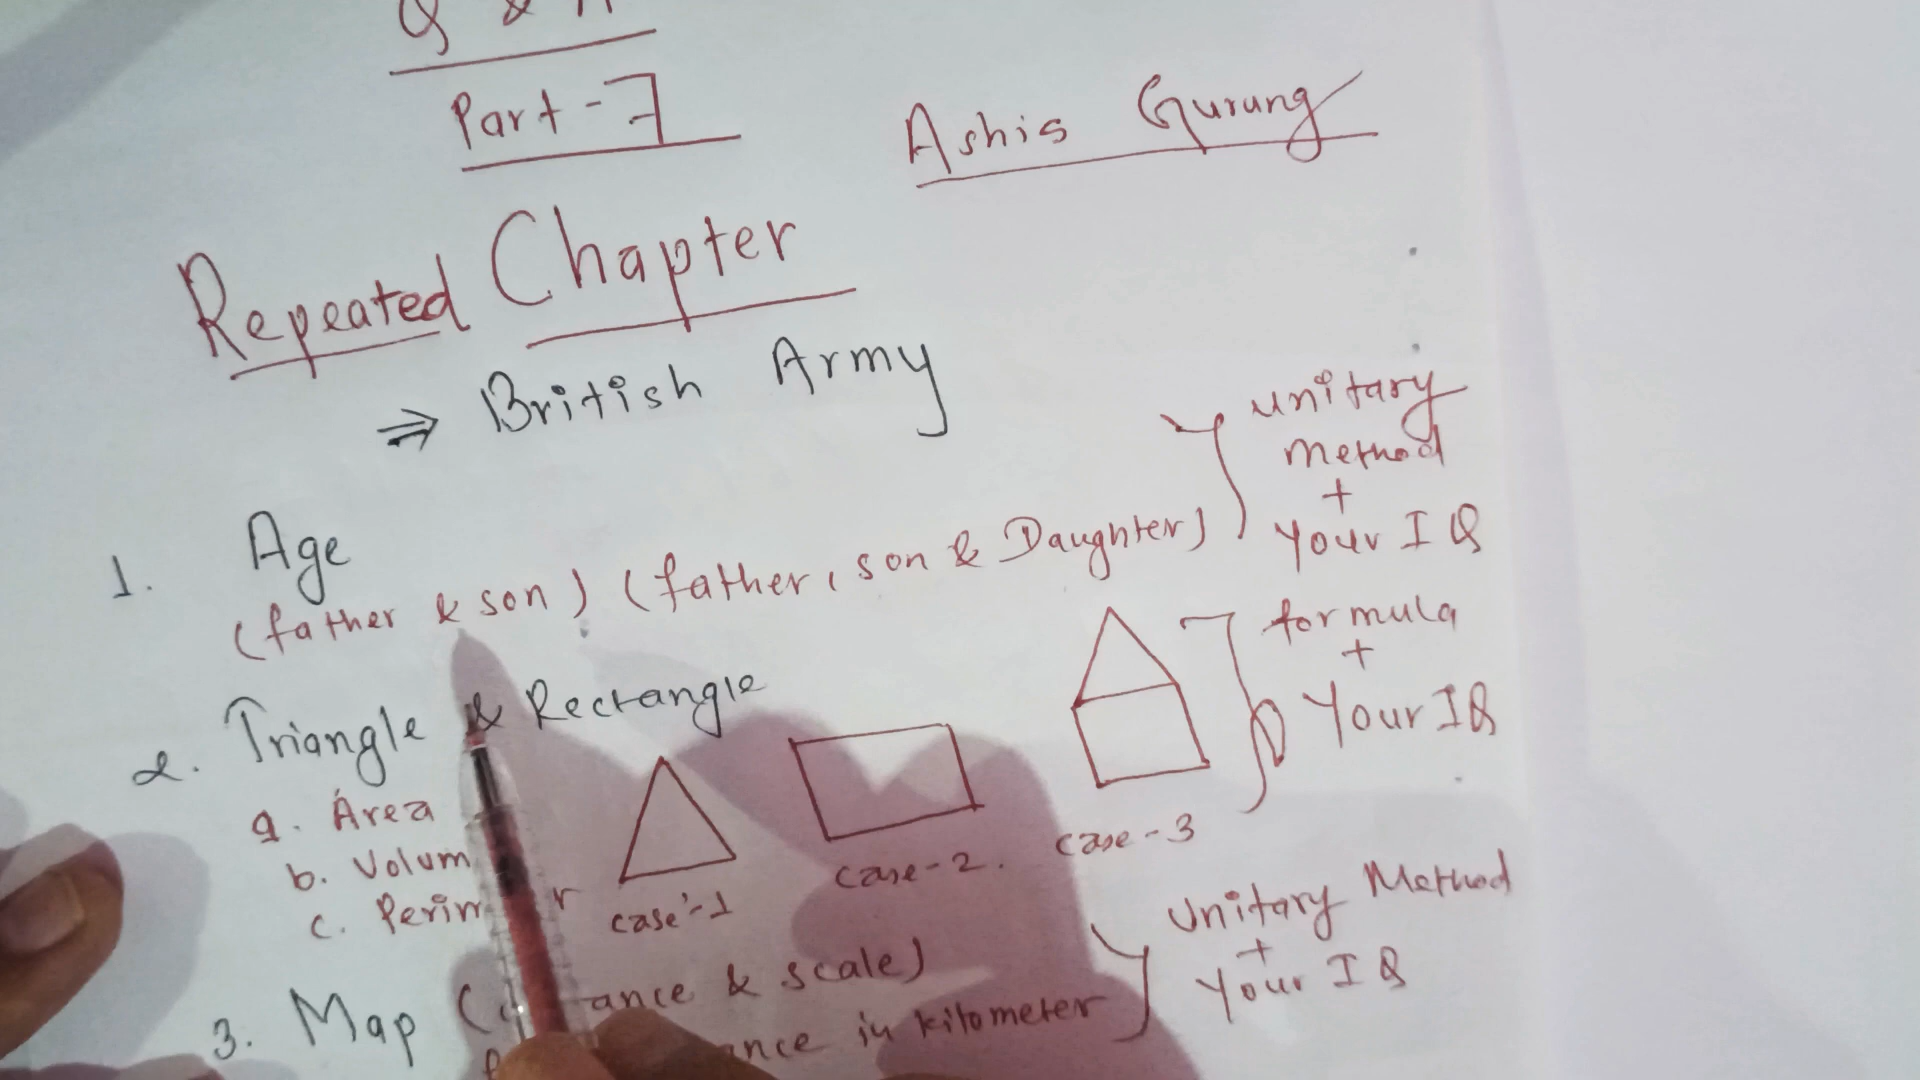 Q & A
Part-7
Ashis Gurung
Repeated Chapter
⇒ British Army
1. Age
(father & son) (father, son & Daughter)
unitary
Method
+
Your IQ
2. Triangle & Rectangle
a. Area
b. Volum
c. Perim r
case-1
case-2.
case-3
formula
+
Your IQ
3. Map ( ance & scale)
ance in kilometer
Unitary Method
+
Your IQ